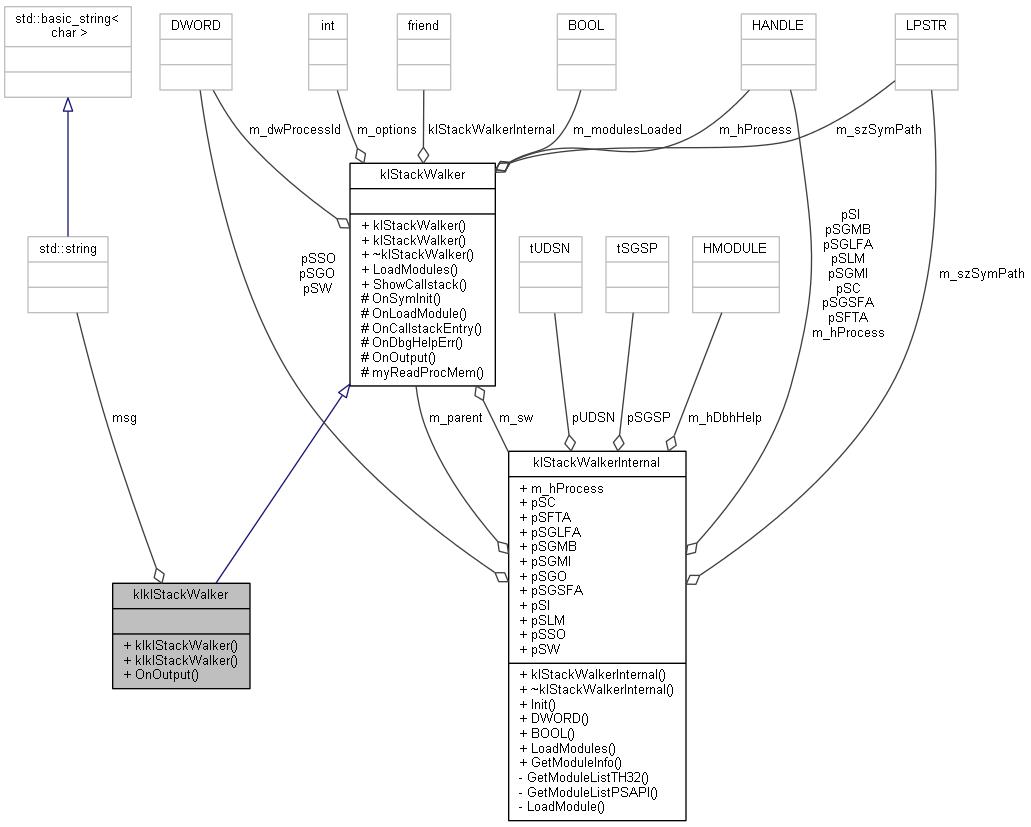 std::basic_string<
char >
DWORD
int
friend
BOOL
HANDLE
LPSTR
m_dwProcessId
m_options
klStackWalkerInternal
m_modulesLoaded
m_hProcess
m_szSymPath
klStackWalker
+ klStackWalker()
+ klStackWalker()
+ ~klStackWalker()
+ LoadModules()
+ ShowCallstack()
# OnSymInit()
# OnLoadModule()
# OnCallstackEntry()
# OnDbgHelpErr()
# OnOutput()
# myReadProcMem()
std::string
pSSO
pSGO
pSW
tUDSN
tSGSP
HMODULE
pSI
pSGMB
pSGLFA
pSLM
pSGMI
pSC
pSGSFA
pSFTA
m_hProcess
m_szSymPath
msg
m_parent
m_sw
pUDSN
pSGSP
m_hDbhHelp
klStackWalkerInternal
+ m_hProcess
+ pSC
+ pSFTA
+ pSGLFA
+ pSGMB
+ pSGMI
+ pSGO
+ pSGSFA
+ pSI
+ pSLM
+ pSSO
+ pSW
+ klStackWalkerInternal()
+ ~klStackWalkerInternal()
+ Init()
+ DWORD()
+ BOOL()
+ LoadModules()
+ GetModuleInfo()
- GetModuleListTH32()
- GetModuleListPSAPI()
- LoadModule()
klklStackWalker
+ klklStackWalker()
+ klklStackWalker()
+ OnOutput()